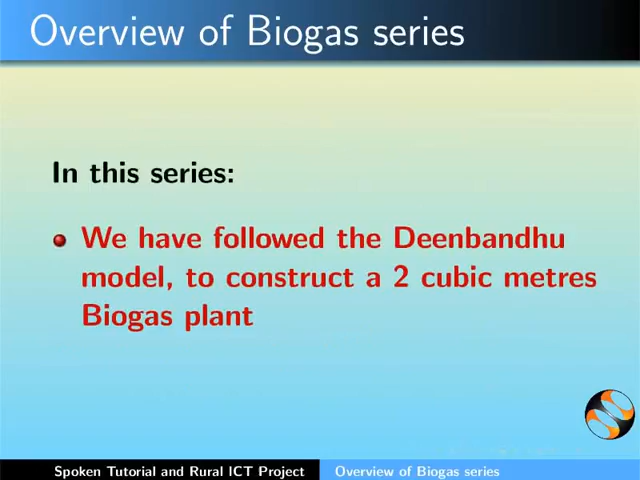 Overview of Biogas series
In this series:
We have followed the Deenbandhu
model, to construct a 2 cubic metres
Biogas plant
Spoken Tutorial and Rural ICT Project
Overview of Biogas series